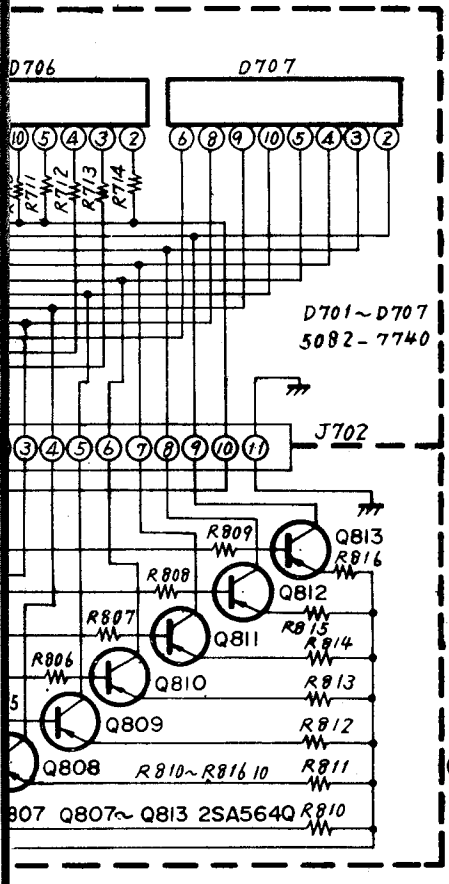 D706 D707
10 5 4 3 2 6 8 9 10 5 4 3 2
R711 R712 R713 R714
D701~D707
5082-7740
J702
3 4 5 6 7 8 9 10 11
R809 Q813
R816
R808 Q812
R815
R807 Q811 R814
R806 Q810 R813
Q809 R812
Q808 R810~R816 10 R811
807 Q807~Q813 2SA564Q R810